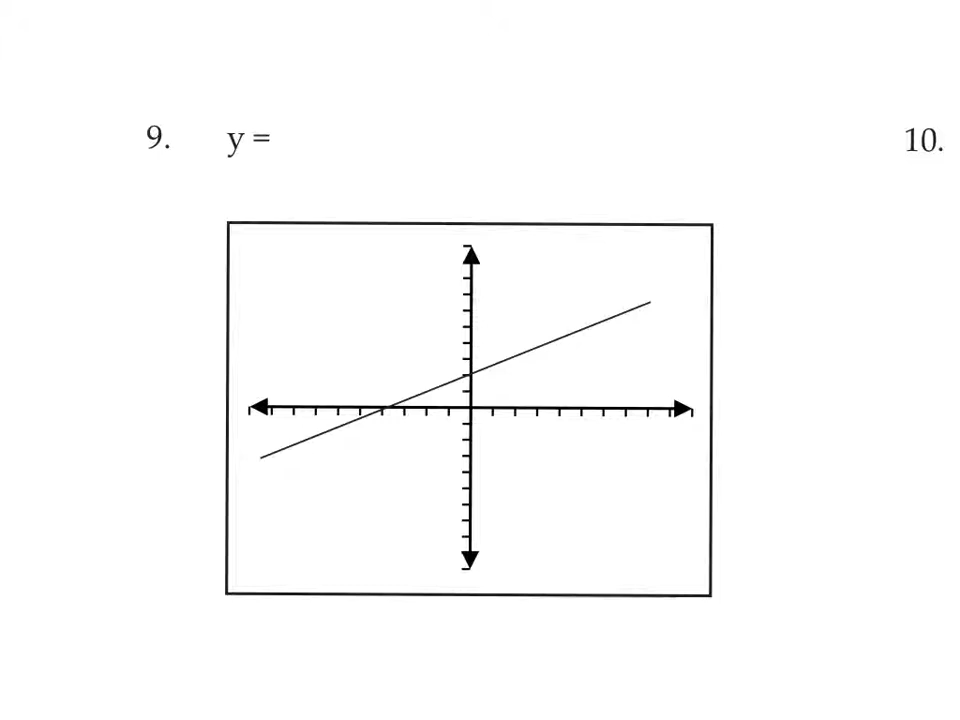 9. y =
10.